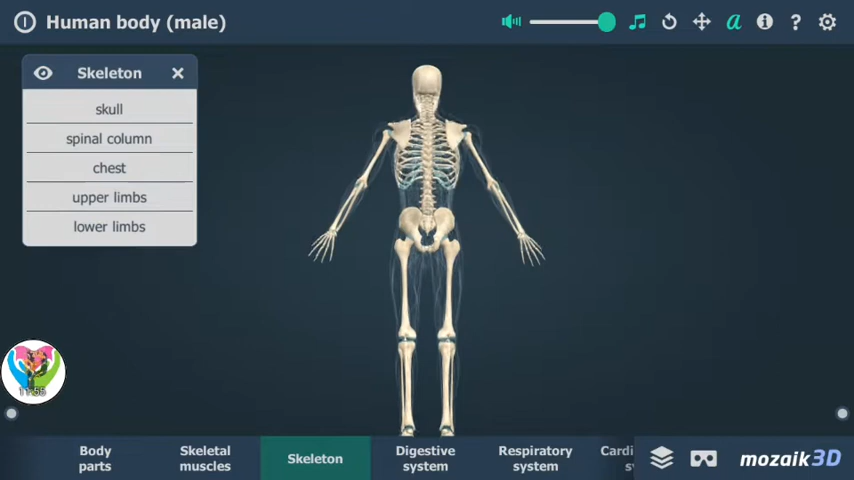 Human body (male)
Skeleton
skull
spinal column
chest
upper limbs
lower limbs
11:55
Body
parts
Skeletal
muscles
Skeleton
Digestive
system
Respiratory
system
Cardi
sy
mozaik3D